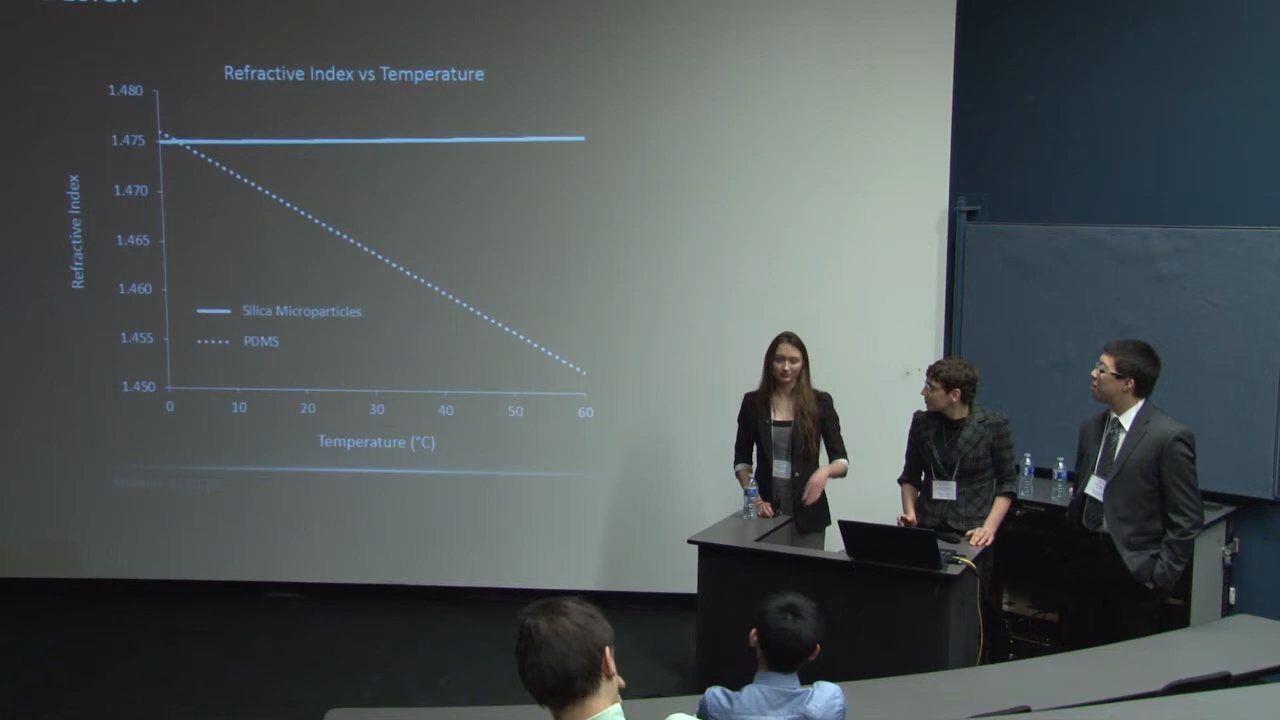 Refractive Index vs Temperature
1.480
1.475
1.470
1.465
1.460
1.455
1.450
Refractive Index
Silica Microparticles
PDMS
0 10 20 30 40 50 60
Temperature (°C)